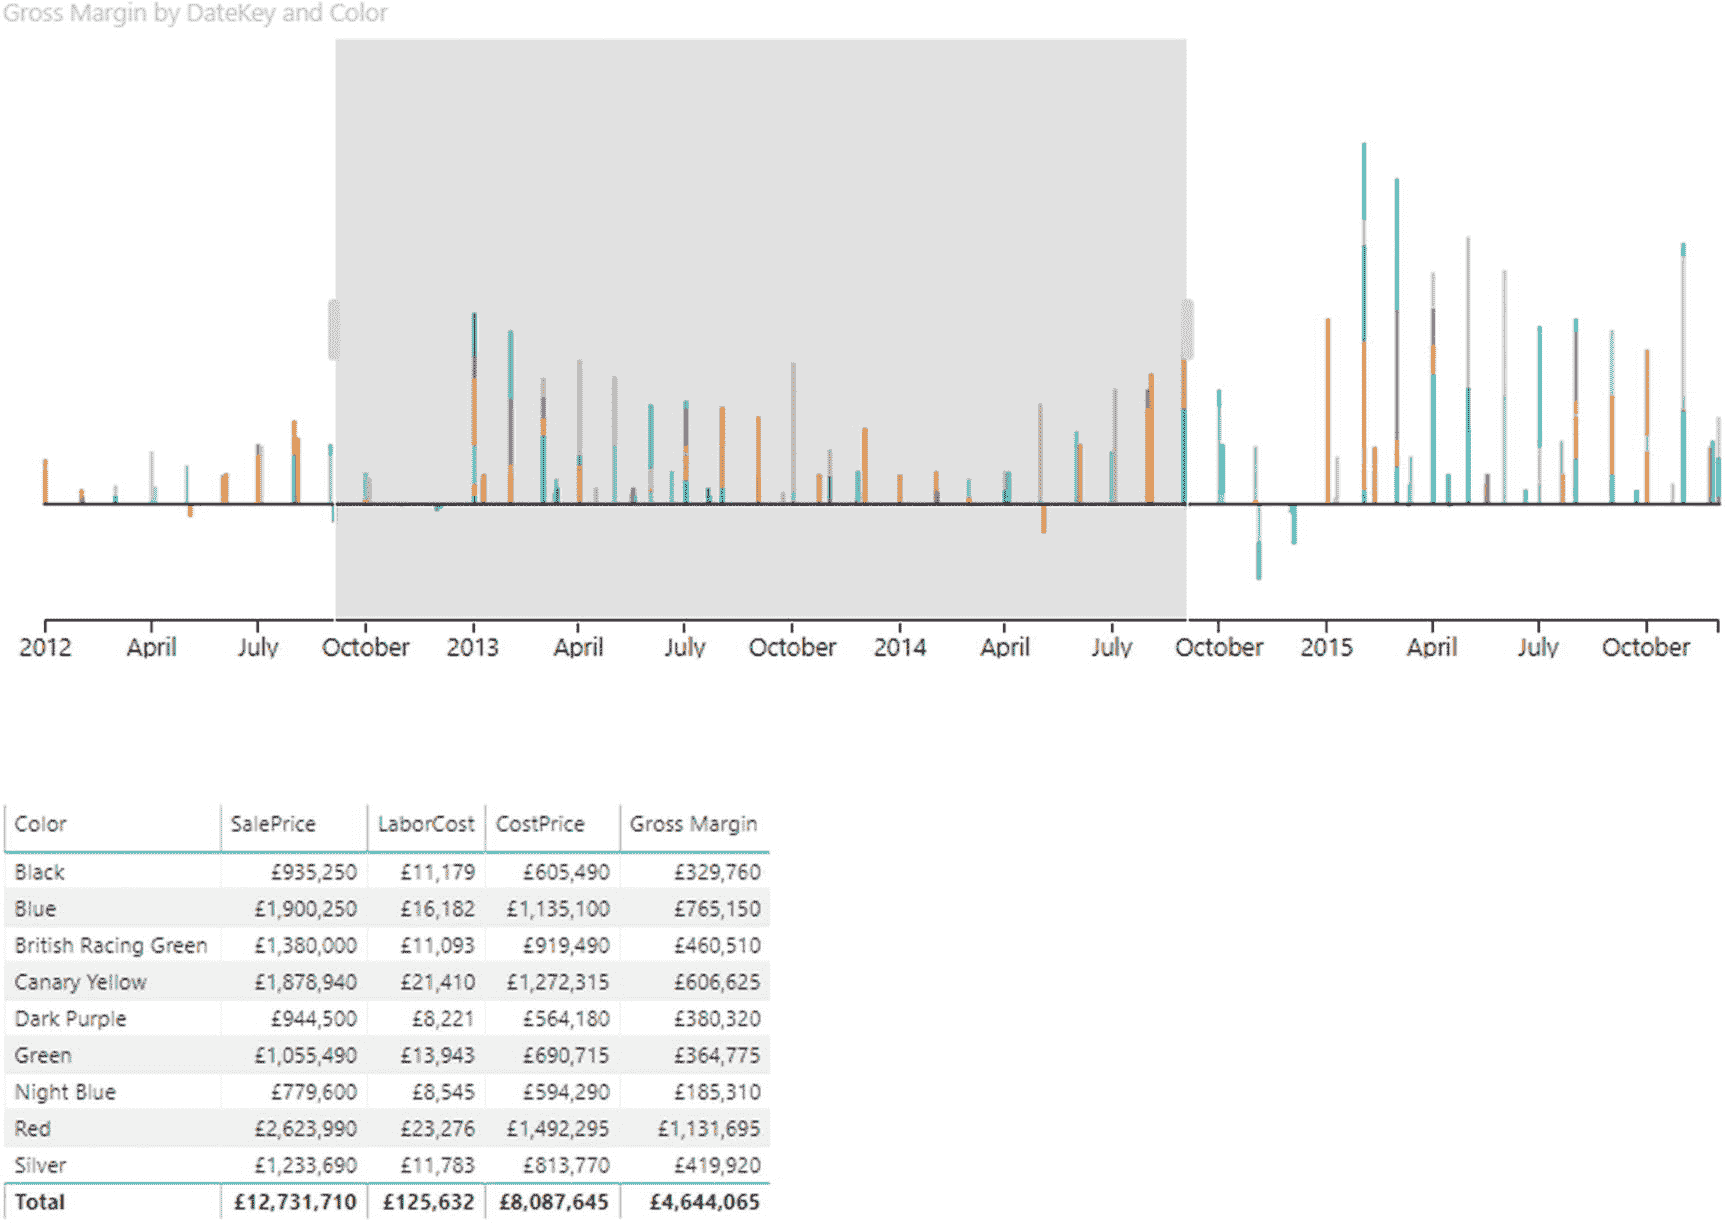 Gross Margin by DateKey and Color
2012 April July October 2013 April July October 2014 April July October 2015 April July October
Color SalePrice LaborCost CostPrice Gross Margin
Black £935,250 £11,179 £605,490 £329,760
Blue £1,900,250 £16,182 £1,135,100 £765,150
British Racing Green £1,380,000 £11,093 £919,490 £460,510
Canary Yellow £1,878,940 £21,410 £1,272,315 £606,625
Dark Purple £944,500 £8,221 £564,180 £380,320
Green £1,055,490 £13,943 £690,715 £364,775
Night Blue £779,600 £8,545 £594,290 £185,310
Red £2,623,990 £23,276 £1,492,295 £1,131,695
Silver £1,233,690 £11,783 £813,770 £419,920
Total £12,731,710 £125,632 £8,087,645 £4,644,065